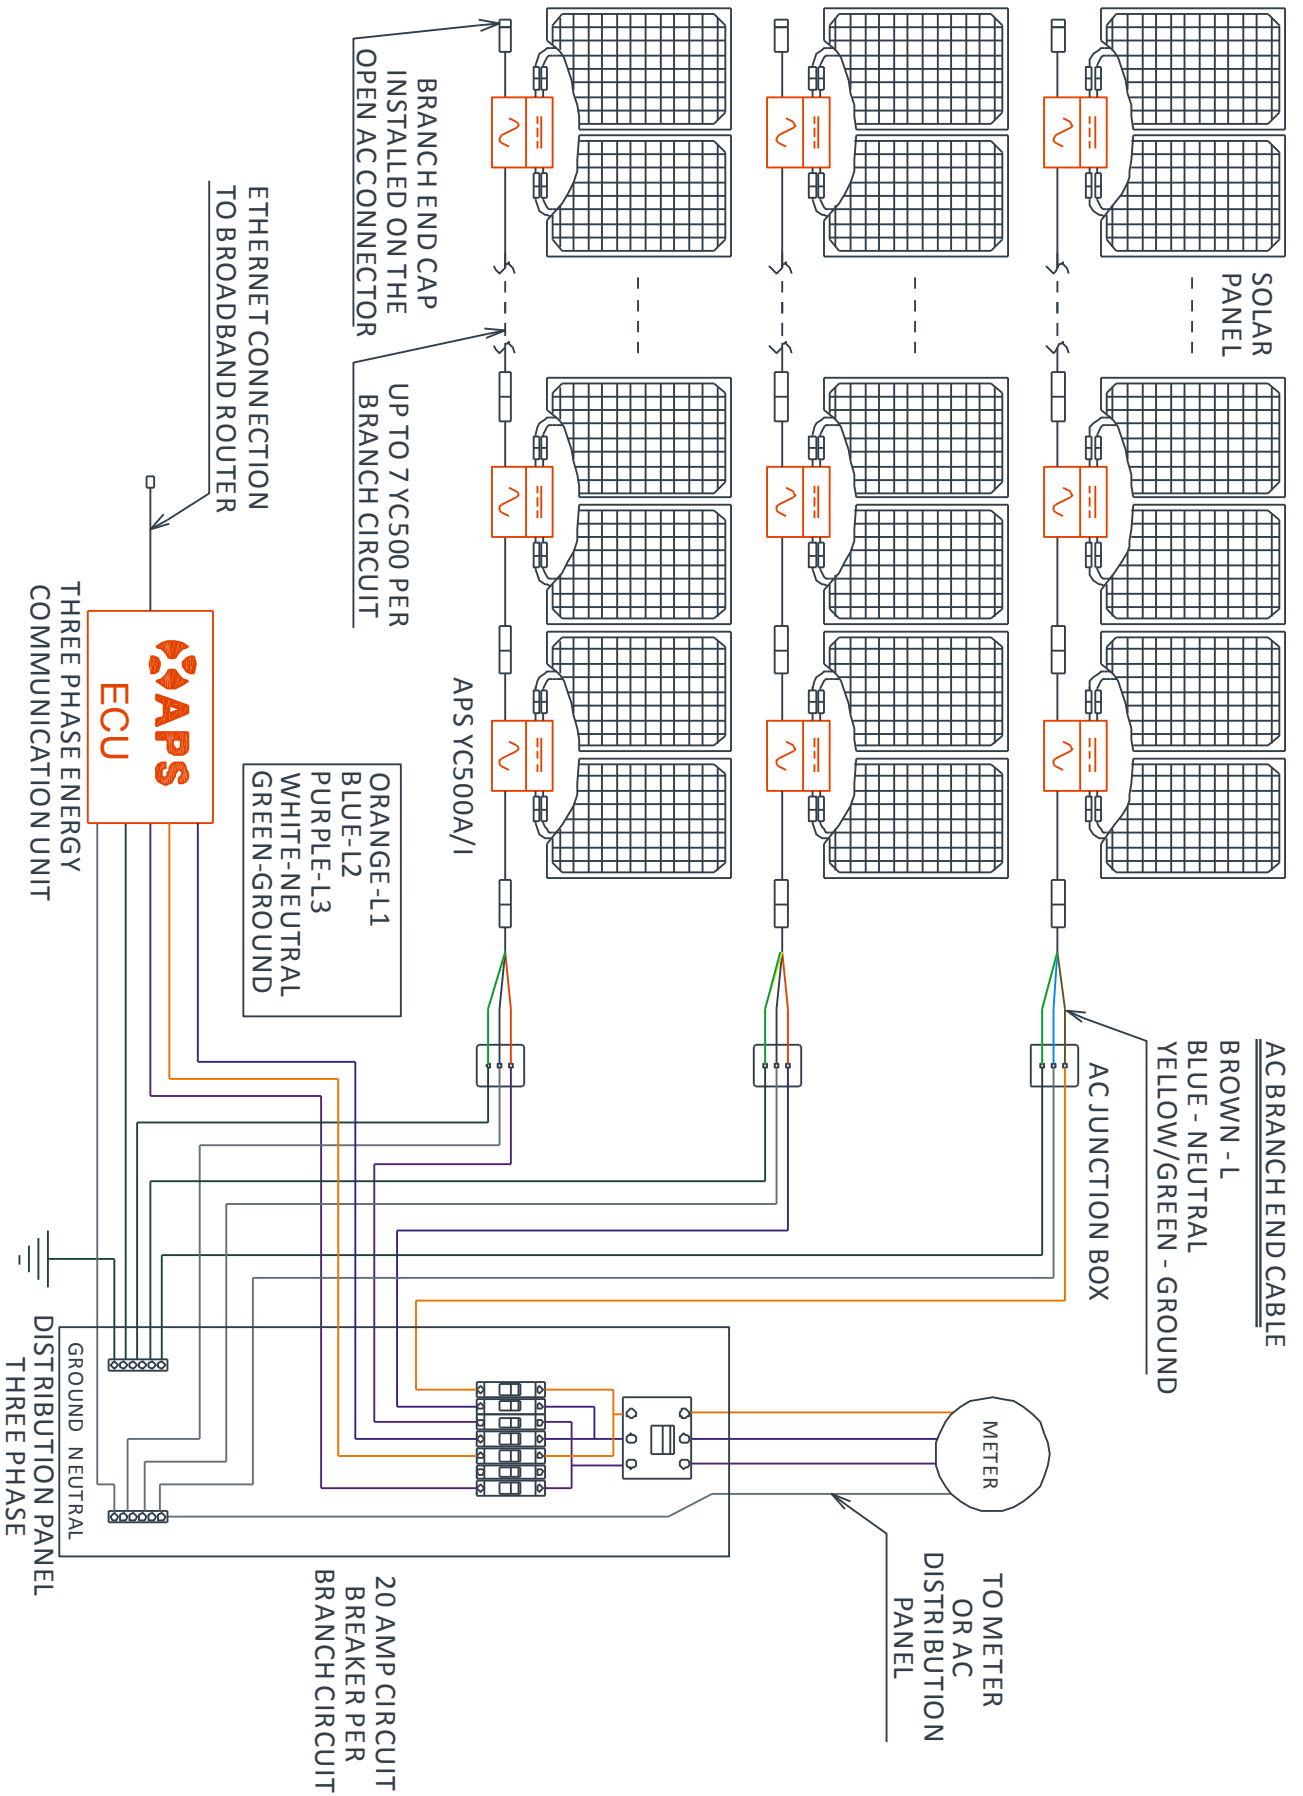 SOLAR
PANEL
AC BRANCH END CABLE
BROWN - L
BLUE - NEUTRAL
YELLOW/GREEN - GROUND
AC JUNCTION BOX
METER
TO METER
OR AC
DISTRIBUTION
PANEL
BRANCH END CAP
INSTALLED ON THE
OPEN AC CONNECTOR
UP TO 7 YC500 PER
BRANCH CIRCUIT
APS YC500A/I
ORANGE-L1
BLUE-L2
PURPLE-L3
WHITE-NEUTRAL
GREEN-GROUND
20 AMP CIRCUIT
BREAKER PER
BRANCH CIRCUIT
ETHERNET CONNECTION
TO BROADBAND ROUTER
APS
ECU
THREE PHASE ENERGY
COMMUNICATION UNIT
GROUND NEUTRAL
DISTRIBUTION PANEL
THREE PHASE